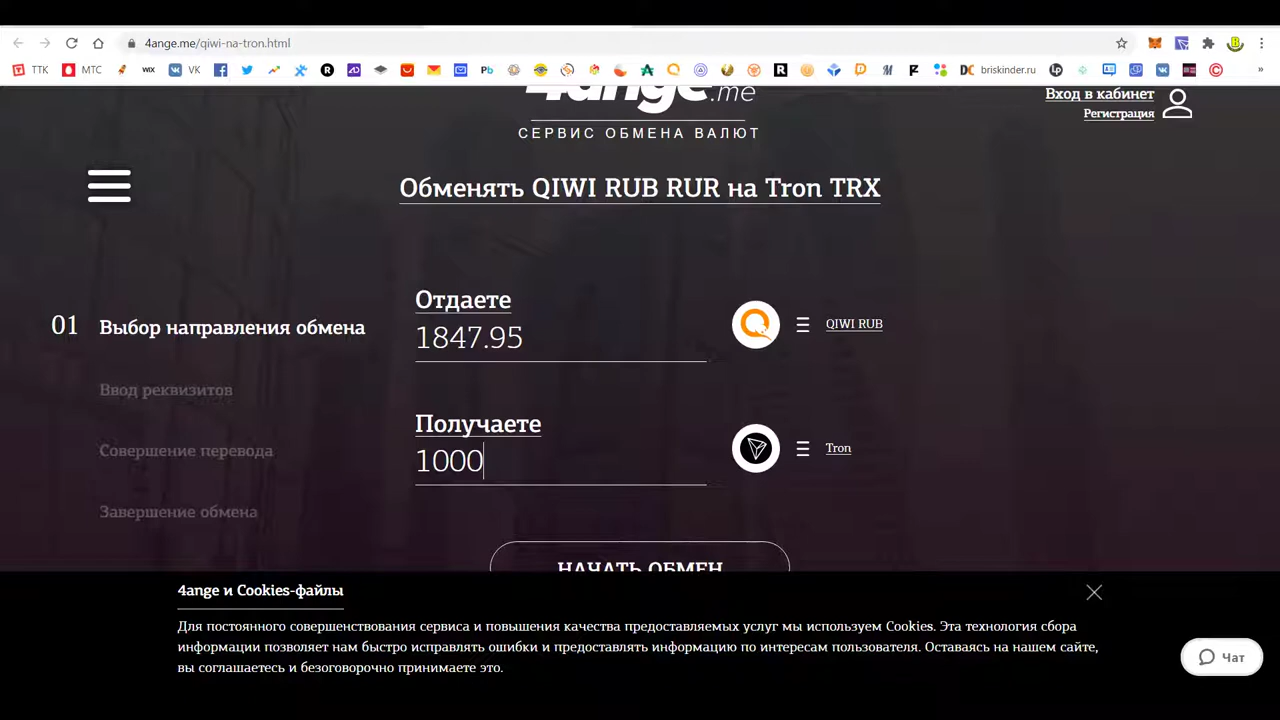 4ange.me/qiwi-na-tron.html
ТТК МТС WIX VK Pb briskinder.ru Lp »
4ange.me
СЕРВИС ОБМЕНА ВАЛЮТ
Вход в кабинет
Регистрация
Обменять QIWI RUB RUR на Tron TRX
01 Выбор направления обмена
Ввод реквизитов
Совершение перевода
Завершение обмена
Отдаете
1847.95
QIWI RUB
Получаете
1000
Tron
НАЧАТЬ ОБМЕН
4ange и Cookies-файлы
Для постоянного совершенствования сервиса и повышения качества предоставляемых услуг мы используем Cookies. Эта технология сбора
информации позволяет нам быстро исправлять ошибки и предоставлять информацию по интересам пользователя. Оставаясь на нашем сайте,
вы соглашаетесь и безоговорочно принимаете это.
Чат